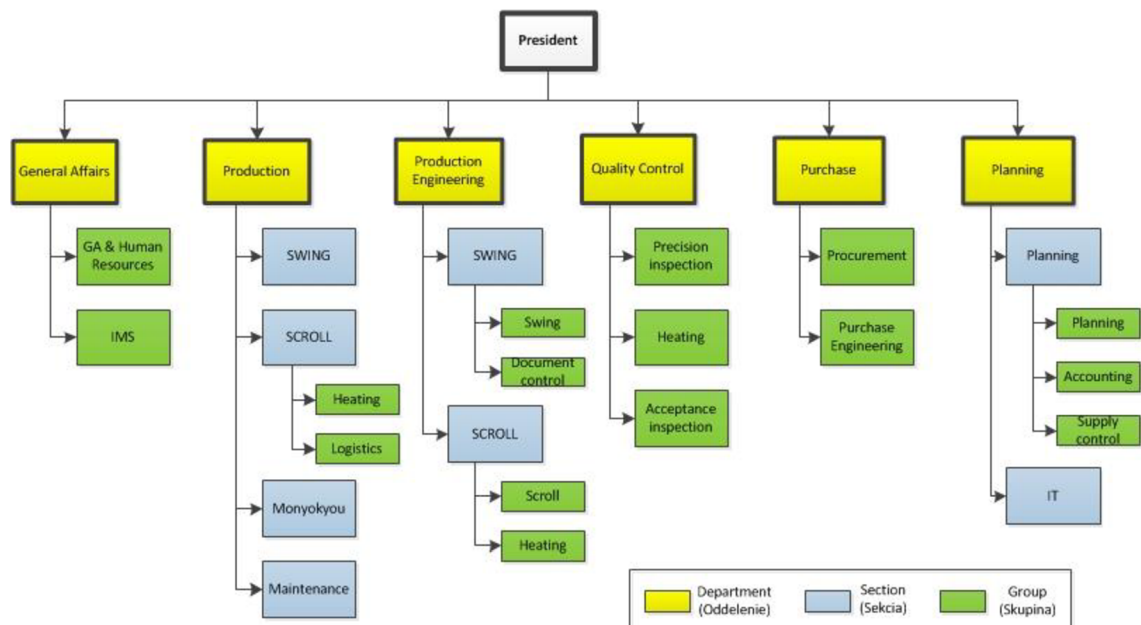 President
General Affairs
GA & Human
Resources
IMS
Production
SWING
SCROLL
Heating
Logistics
Monyokyou
Maintenance
Production
Engineering
SWING
Swing
Document
control
SCROLL
Scroll
Heating
Quality Control
Precision
inspection
Heating
Acceptance
inspection
Purchase
Procurement
Purchase
Engineering
Planning
Planning
Planning
Accounting
Supply
control
IT
Department
(Oddelenie)
Section
(Sekcia)
Group
(Skupina)